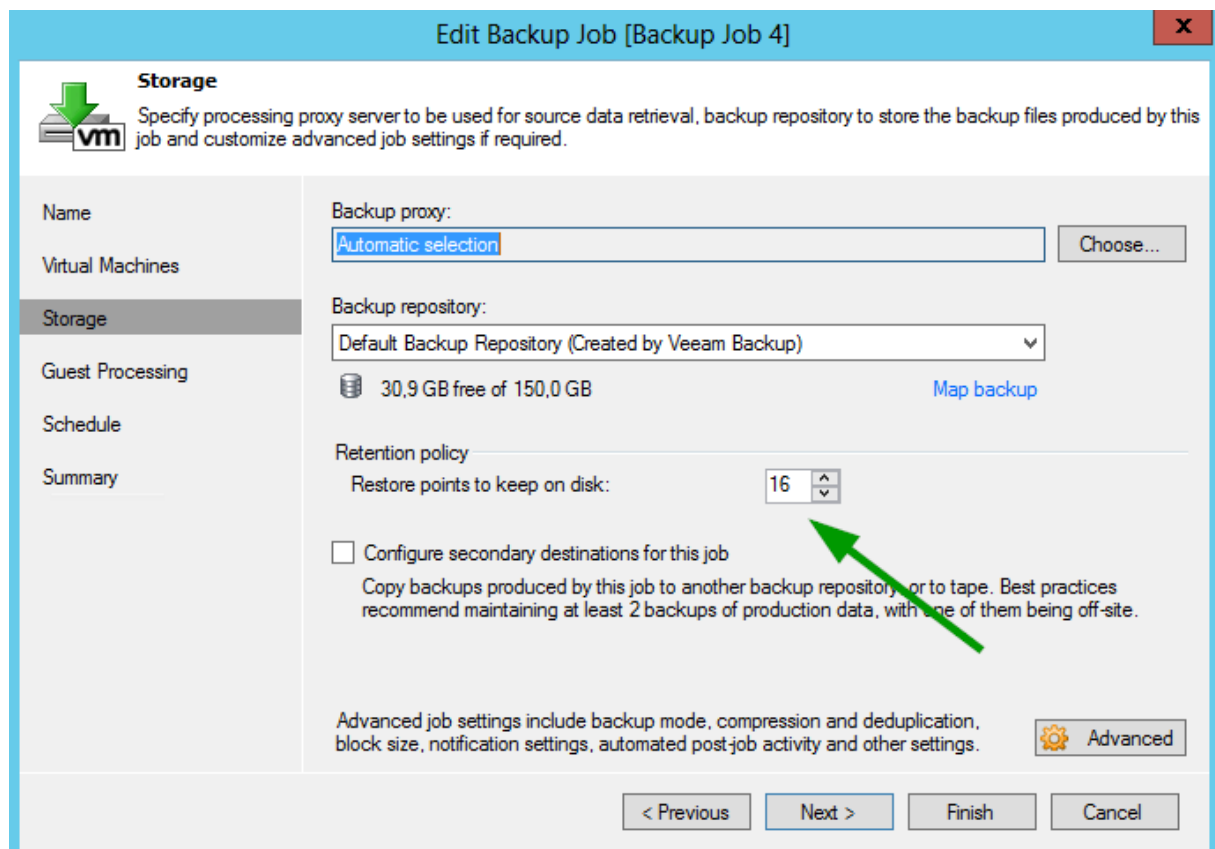 Edit Backup Job [Backup Job 4]
x
Storage
Specify processing proxy server to be used for source data retrieval, backup repository to store the backup files produced by this
job and customize advanced job settings if required.
vm
Name
Virtual Machines
Storage
Guest Processing
Schedule
Summary
Backup proxy:
Automatic selection
Choose...
Backup repository:
Default Backup Repository (Created by Veeam Backup)
30,9 GB free of 150,0 GB
Map backup
Retention policy
Restore points to keep on disk:
16
Configure secondary destinations for this job
Copy backups produced by this job to another backup repository, or to tape. Best practices
recommend maintaining at least 2 backups of production data, with one of them being off-site.
Advanced job settings include backup mode, compression and deduplication,
block size, notification settings, automated post-job activity and other settings.
Advanced
< Previous
Next >
Finish
Cancel